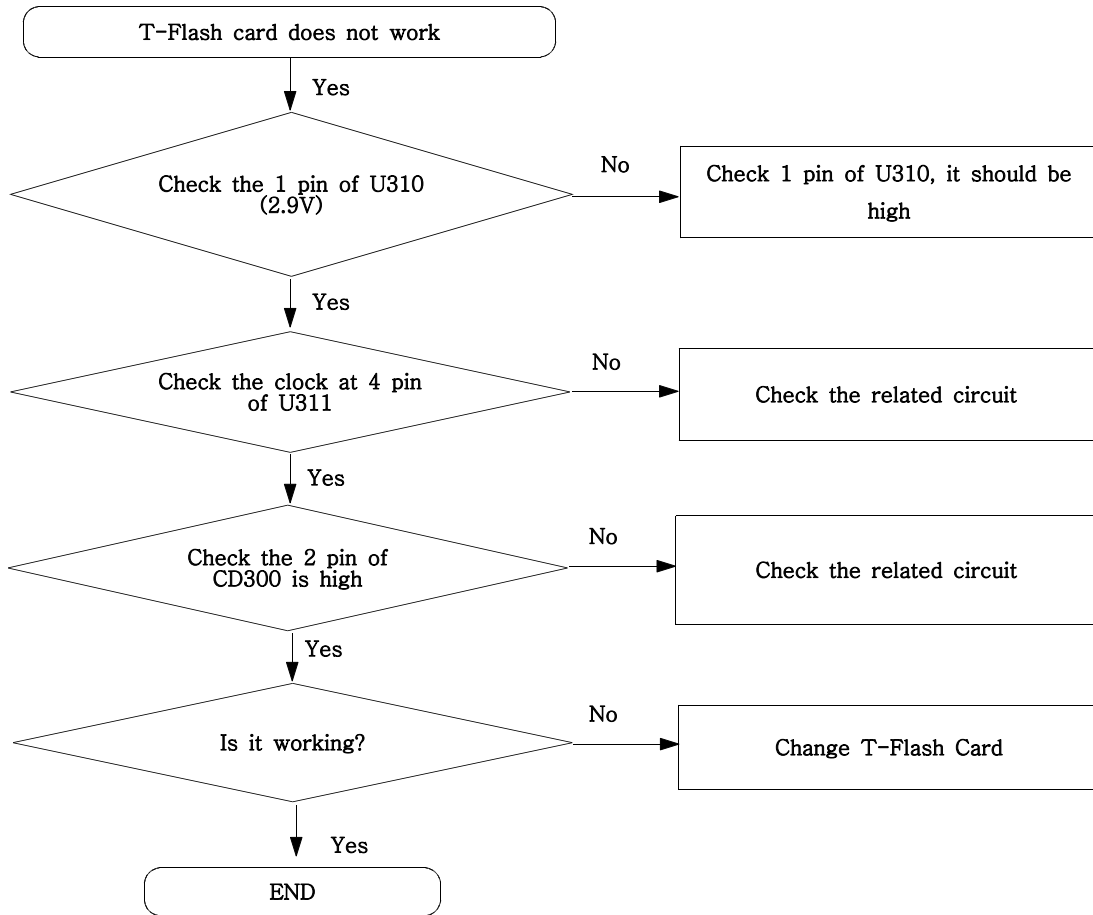 T-Flash card does not work
Yes
Check the 1 pin of U310
(2.9V)
No
Check 1 pin of U310, it should be
high
Yes
Check the clock at 4 pin
of U311
No
Check the related circuit
Yes
Check the 2 pin of
CD300 is high
No
Check the related circuit
Yes
Is it working?
No
Change T-Flash Card
Yes
END